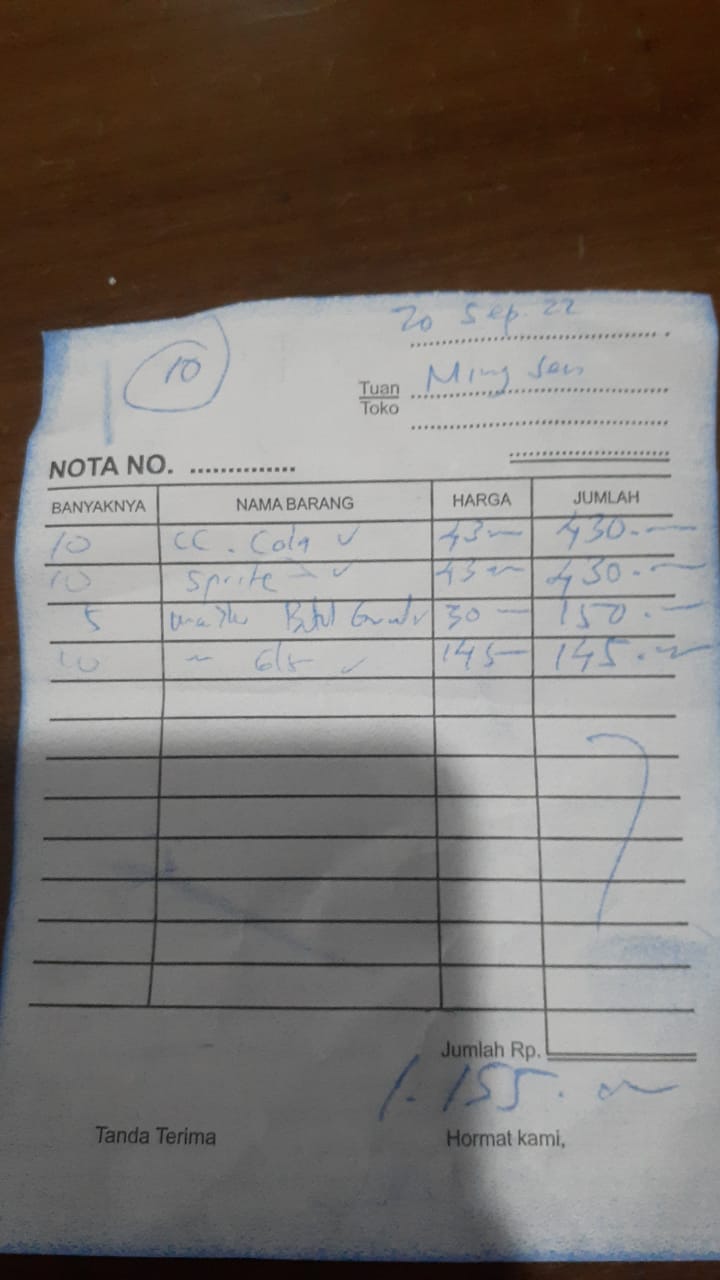 20 Sep. 22
10
Tuan Ming
Toko
NOTA NO. ...............
BANYAKNYA NAMA BARANG HARGA JUMLAH
10 CC. Cola ✓ 43 430.-
10 Sprite ✓ 43 430.-
5 30 - 150.-
10 ✓ 145 - 145.-
Jumlah Rp.
1.155.-
Tanda Terima Hormat kami,